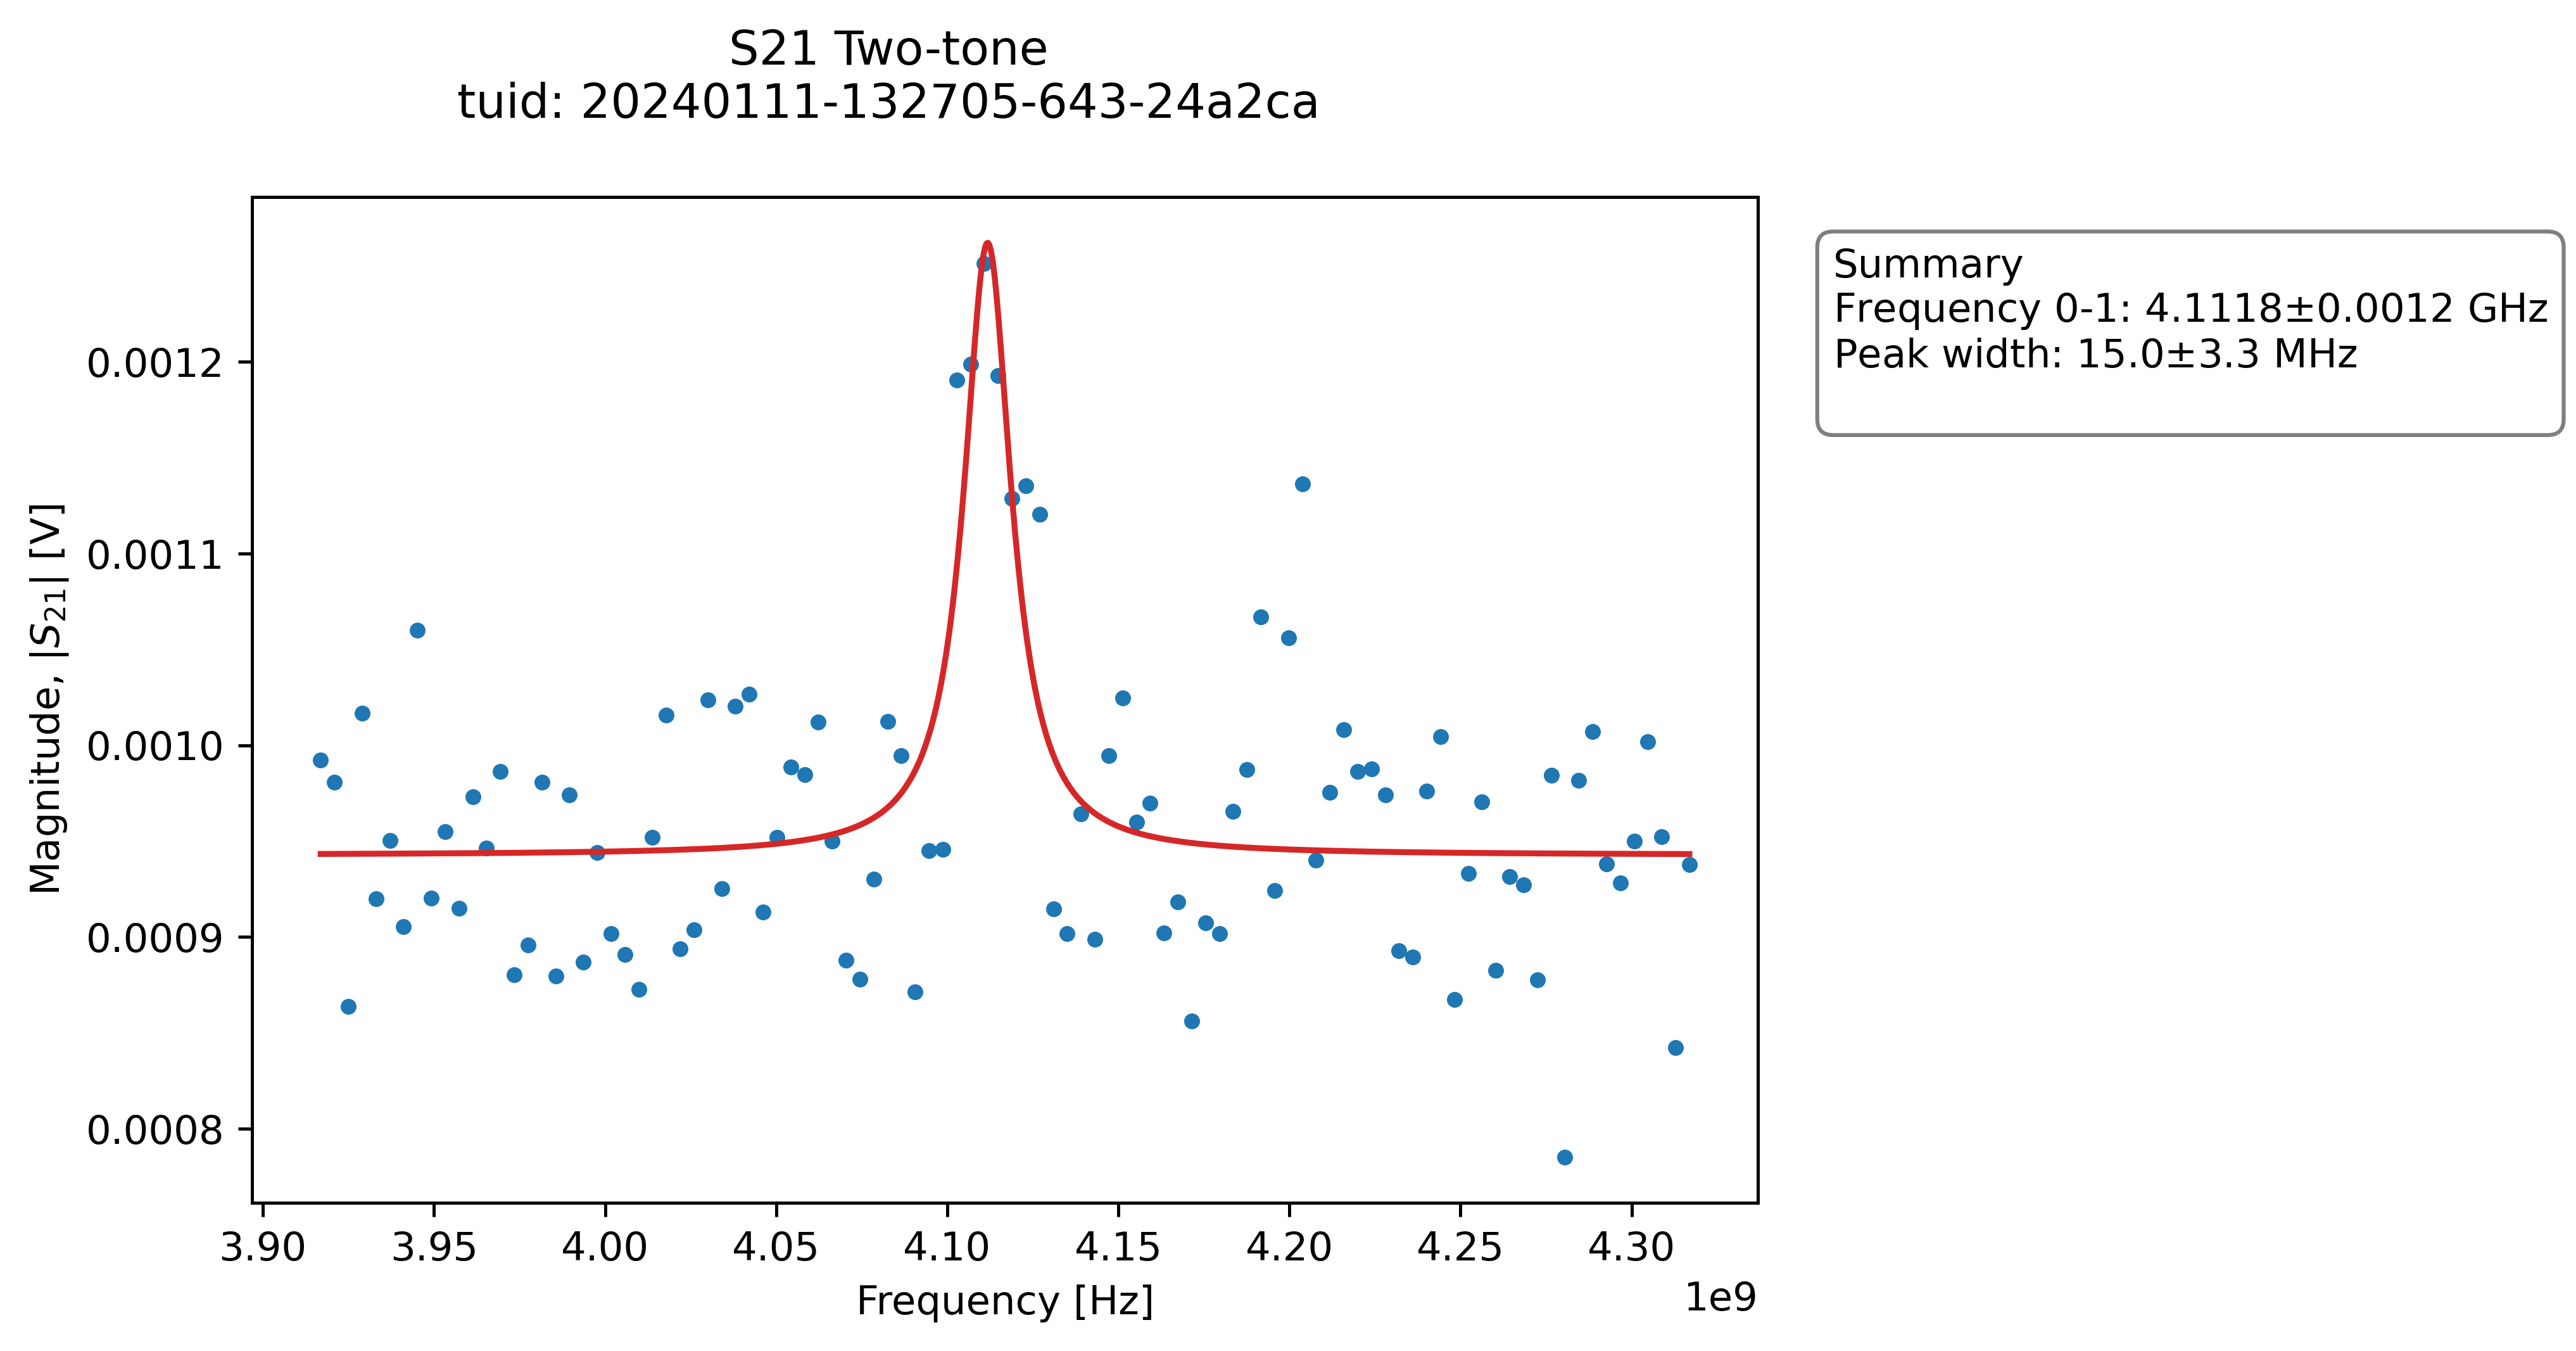 S21 Two-tone
tuid: 20240111-132705-643-24a2ca
Summary
Frequency 0-1: 4.1118±0.0012 GHz
Peak width: 15.0±3.3 MHz
Magnitude, |S₂₁| [V]
0.0012
0.0011
0.0010
0.0009
0.0008
3.90 3.95 4.00 4.05 4.10 4.15 4.20 4.25 4.30
1e9
Frequency [Hz]